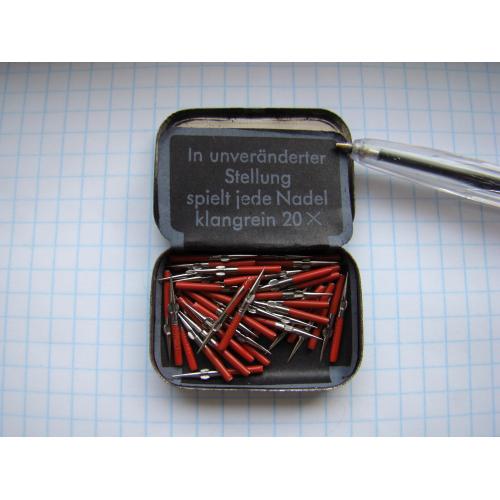 In unveränderter
Stellung
spielt jede Nadel
klangrein 20 X